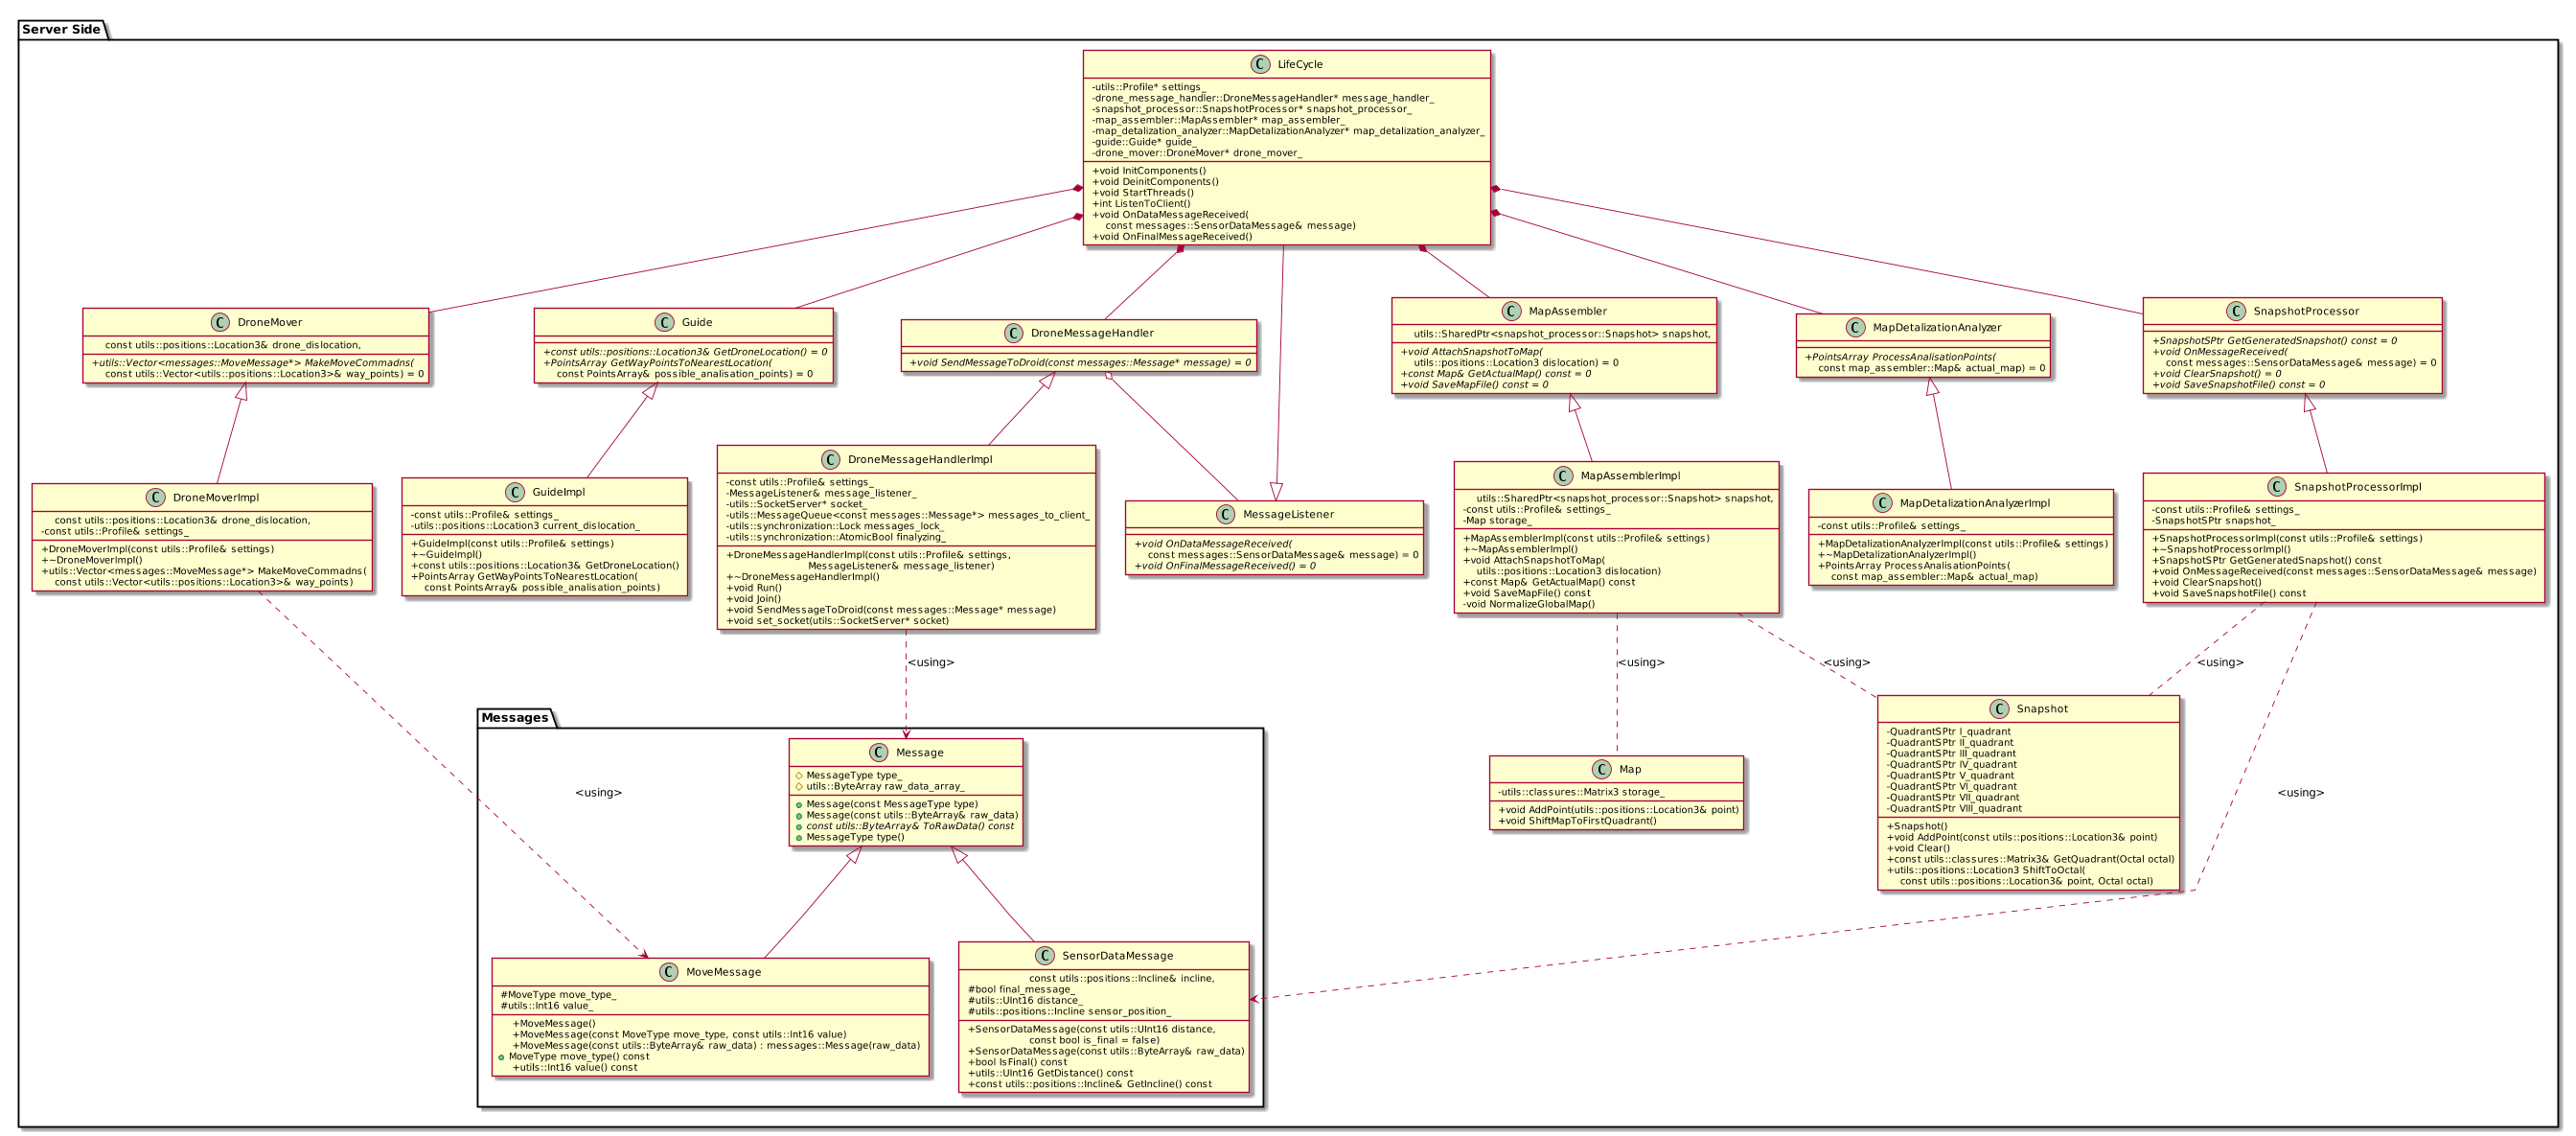 Server Side
C LifeCycle
-utils::Profile* settings_
-drone_message_handler::DroneMessageHandler* message_handler_
-snapshot_processor::SnapshotProcessor* snapshot_processor_
-map_assembler::MapAssembler* map_assembler_
-map_detalization_analyzer::MapDetalizationAnalyzer* map_detalization_analyzer_
-guide::Guide* guide_
-drone_mover::DroneMover* drone_mover_
+void InitComponents()
+void DeinitComponents()
+void StartThreads()
+int ListenToClient()
+void OnDataMessageReceived(
const messages::SensorDataMessage& message)
+void OnFinalMessageReceived()
C DroneMover
const utils::positions::Location3& drone_dislocation,
+utils::Vector<messages::MoveMessage*> MakeMoveCommadns(
const utils::Vector<utils::positions::Location3>& way_points) = 0
C Guide
+const utils::positions::Location3& GetDroneLocation() = 0
+PointsArray GetWayPointsToNearestLocation(
const PointsArray& possible_analisation_points) = 0
C DroneMessageHandler
+void SendMessageToDroid(const messages::Message* message) = 0
C MapAssembler
utils::SharedPtr<snapshot_processor::Snapshot> snapshot,
+void AttachSnapshotToMap(
utils::positions::Location3 dislocation) = 0
+const Map& GetActualMap() const = 0
+void SaveMapFile() const = 0
C MapDetalizationAnalyzer
+PointsArray ProcessAnalisationPoints(
const map_assembler::Map& actual_map) = 0
C SnapshotProcessor
+SnapshotSPtr GetGeneratedSnapshot() const = 0
+void OnMessageReceived(
const messages::SensorDataMessage& message) = 0
+void ClearSnapshot() = 0
+void SaveSnapshotFile() const = 0
C DroneMoverImpl
const utils::positions::Location3& drone_dislocation,
-const utils::Profile& settings_
+DroneMoverImpl(const utils::Profile& settings)
+~DroneMoverImpl()
+utils::Vector<messages::MoveMessage*> MakeMoveCommadns(
const utils::Vector<utils::positions::Location3>& way_points)
C GuideImpl
-const utils::Profile& settings_
-utils::positions::Location3 current_dislocation_
+GuideImpl(const utils::Profile& settings)
+~GuideImpl()
+const utils::positions::Location3& GetDroneLocation()
+PointsArray GetWayPointsToNearestLocation(
const PointsArray& possible_analisation_points)
C DroneMessageHandlerImpl
-const utils::Profile& settings_
-MessageListener& message_listener_
-utils::SocketServer* socket_
-utils::MessageQueue<const messages::Message*> messages_to_client_
-utils::synchronization::Lock messages_lock_
-utils::synchronization::AtomicBool finalyzing_
+DroneMessageHandlerImpl(const utils::Profile& settings,
MessageListener& message_listener)
+~DroneMessageHandlerImpl()
+void Run()
+void Join()
+void SendMessageToDroid(const messages::Message* message)
+void set_socket(utils::SocketServer* socket)
C MessageListener
+void OnDataMessageReceived(
const messages::SensorDataMessage& message) = 0
+void OnFinalMessageReceived() = 0
C MapAssemblerImpl
utils::SharedPtr<snapshot_processor::Snapshot> snapshot,
-const utils::Profile& settings_
-Map storage_
+MapAssemblerImpl(const utils::Profile& settings)
+~MapAssemblerImpl()
+void AttachSnapshotToMap(
utils::positions::Location3 dislocation)
+const Map& GetActualMap() const
+void SaveMapFile() const
-void NormalizeGlobalMap()
C MapDetalizationAnalyzerImpl
-const utils::Profile& settings_
+MapDetalizationAnalyzerImpl(const utils::Profile& settings)
+~MapDetalizationAnalyzerImpl()
+PointsArray ProcessAnalisationPoints(
const map_assembler::Map& actual_map)
C SnapshotProcessorImpl
-const utils::Profile& settings_
-SnapshotSPtr snapshot_
+SnapshotProcessorImpl(const utils::Profile& settings)
+~SnapshotProcessorImpl()
+SnapshotSPtr GetGeneratedSnapshot() const
+void OnMessageReceived(const messages::SensorDataMessage& message)
+void ClearSnapshot()
+void SaveSnapshotFile() const
<using>
<using>
<using>
<using>
<using>
<using>
Messages
C Message
MessageType type_
utils::ByteArray raw_data_array_
Message(const MessageType type)
Message(const utils::ByteArray& raw_data)
const utils::ByteArray& ToRawData() const
MessageType type()
C Map
-utils::classures::Matrix3 storage_
+void AddPoint(utils::positions::Location3& point)
+void ShiftMapToFirstQuadrant()
C Snapshot
-QuadrantSPtr I_quadrant
-QuadrantSPtr II_quadrant
-QuadrantSPtr III_quadrant
-QuadrantSPtr IV_quadrant
-QuadrantSPtr V_quadrant
-QuadrantSPtr VI_quadrant
-QuadrantSPtr VII_quadrant
-QuadrantSPtr VIII_quadrant
+Snapshot()
+void AddPoint(const utils::positions::Location3& point)
+void Clear()
+const utils::classures::Matrix3& GetQuadrant(Octal octal)
+utils::positions::Location3 ShiftToOctal(
const utils::positions::Location3& point, Octal octal)
C MoveMessage
#MoveType move_type_
#utils::Int16 value_
+MoveMessage()
+MoveMessage(const MoveType move_type, const utils::Int16 value)
+MoveMessage(const utils::ByteArray& raw_data) : messages::Message(raw_data)
MoveType move_type() const
+utils::Int16 value() const
C SensorDataMessage
const utils::positions::Incline& incline,
#bool final_message_
#utils::UInt16 distance_
#utils::positions::Incline sensor_position_
+SensorDataMessage(const utils::UInt16 distance,
const bool is_final = false)
+SensorDataMessage(const utils::ByteArray& raw_data)
+bool IsFinal() const
+utils::UInt16 GetDistance() const
+const utils::positions::Incline& GetIncline() const